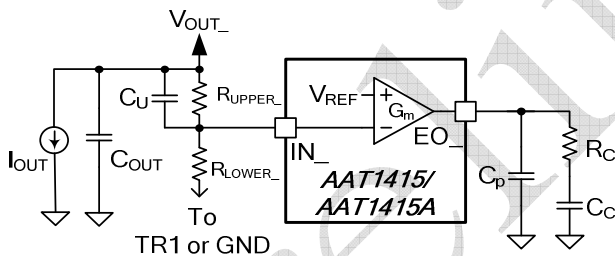 VOUT_
CU
RUPPER_
VREF
+
Gm
−
IOUT
COUT
RLOWER_
IN_
EO_
RC
Cp
CC
AAT1415/
AAT1415A
To
TR1 or GND